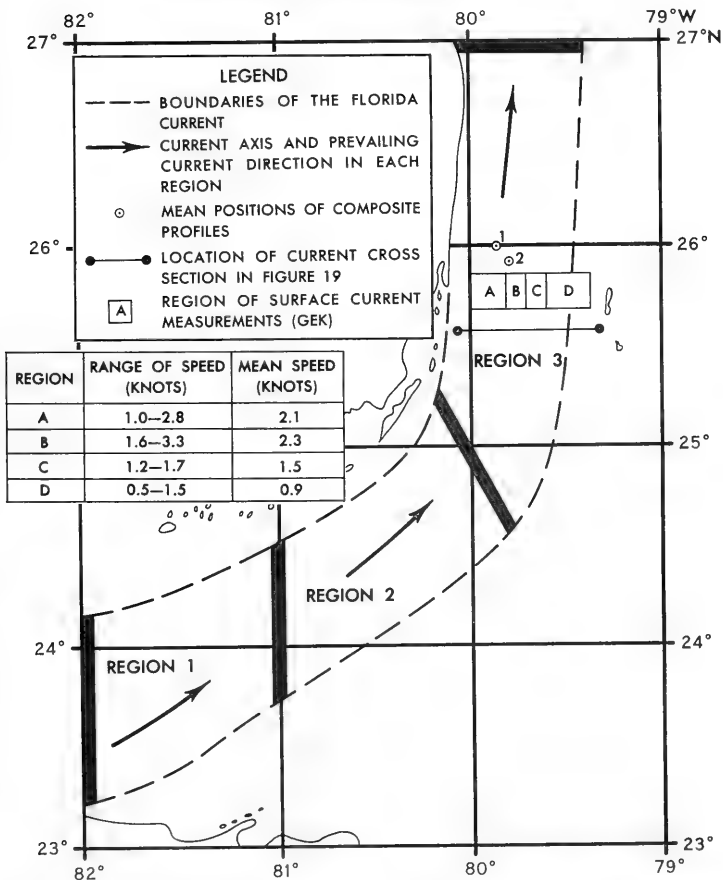 82° 81° 80° 79°W
27° 27°N
LEGEND
BOUNDARIES OF THE FLORIDA
CURRENT
CURRENT AXIS AND PREVAILING
CURRENT DIRECTION IN EACH
REGION
MEAN POSITIONS OF COMPOSITE
PROFILES
LOCATION OF CURRENT CROSS
SECTION IN FIGURE 19
A REGION OF SURFACE CURRENT
MEASUREMENTS (GEK)
26° 1 26°
2
A B C D
REGION 3
REGION RANGE OF SPEED (KNOTS) MEAN SPEED (KNOTS)
A 1.0—2.8 2.1
B 1.6—3.3 2.3
C 1.2—1.7 1.5
D 0.5—1.5 0.9
25°
REGION 2
24° 24°
REGION 1
23° 23°
82° 81° 80° 79°